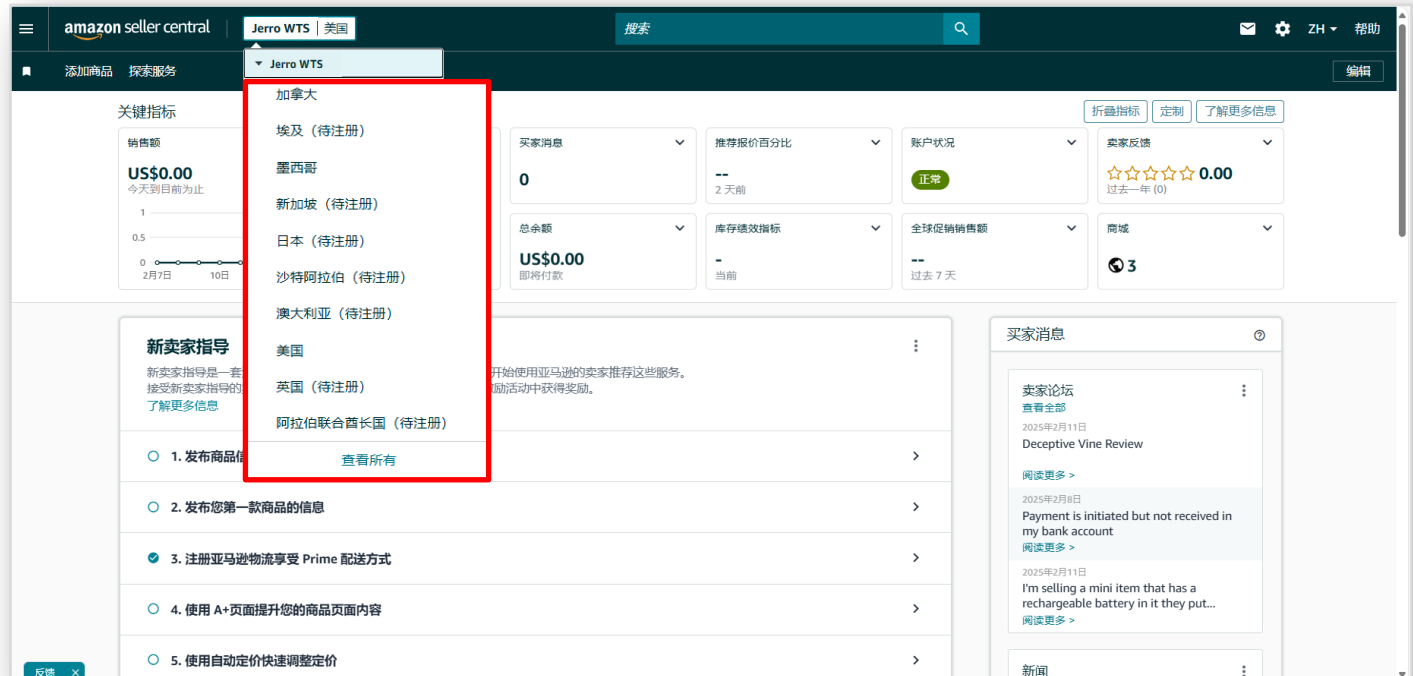 amazon seller central
Jerro WTS | 美国
搜索
ZH
帮助
添加商品 探索服务
Jerro WTS
编辑
加拿大
埃及（待注册）
墨西哥
新加坡（待注册）
日本（待注册）
沙特阿拉伯（待注册）
澳大利亚（待注册）
美国
英国（待注册）
阿拉伯联合酋长国（待注册）
查看所有
关键指标
折叠指标 定制 了解更多信息
销售额
US$0.00
今天到目前为止
1
0.5
0
2月7日 10日
买家消息
0
推荐报价百分比
--
2 天前
账户状况
正常
卖家反馈
0.00
过去一年 (0)
总余额
US$0.00
即将付款
库存绩效指标
-
当前
全球促销销售额
--
过去 7 天
商城
3
新卖家指导
新卖家指导是一套
开始使用亚马逊的卖家推荐这些服务。
接受新卖家指导的
励活动中获得奖励。
了解更多信息
1. 发布商品信
2. 发布您第一款商品的信息
3. 注册亚马逊物流享受 Prime 配送方式
4. 使用 A+页面提升您的商品页面内容
5. 使用自动定价快速调整定价
买家消息
卖家论坛
查看全部
2025年2月11日
Deceptive Vine Review
阅读更多 >
2025年2月8日
Payment is initiated but not received in
my bank account
阅读更多 >
2025年2月11日
I'm selling a mini item that has a
rechargeable battery in it they put...
阅读更多 >
新闻
反馈 ×